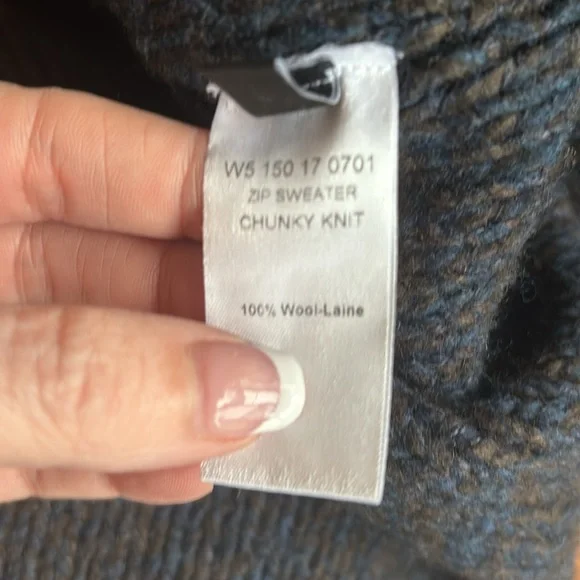 W5 150 17 0701
ZIP SWEATER
CHUNKY KNIT
100% Wool-Laine